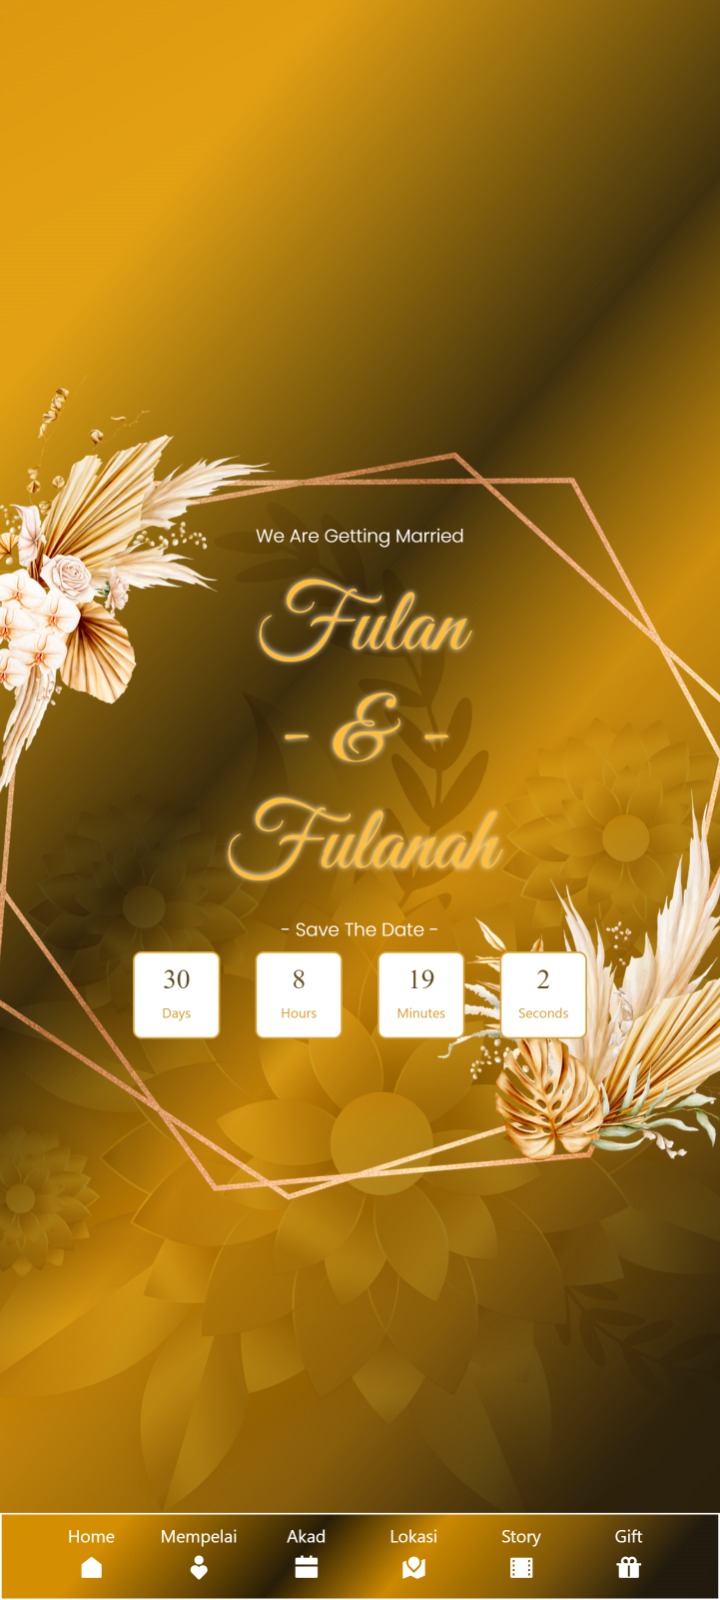 We Are Getting Married
Fulan
- & -
Fulanah
- Save The Date -
30 8 19 2
Days Hours Minutes Seconds
Home Mempelai Akad Lokasi Story Gift